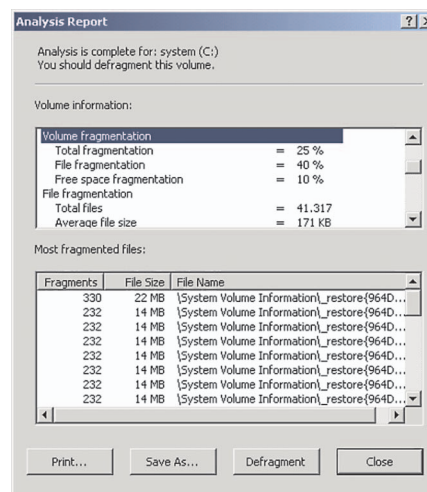 Analysis Report
Analysis is complete for: system (C:)
You should defragment this volume.
Volume information:
Volume fragmentation
Total fragmentation = 25 %
File fragmentation = 40 %
Free space fragmentation = 10 %
File fragmentation
Total files = 41.317
Average file size = 171 KB
Most fragmented files:
Fragments File Size File Name
330 22 MB \System Volume Information\_restore{964D...
232 14 MB \System Volume Information\_restore{964D...
232 14 MB \System Volume Information\_restore{964D...
232 14 MB \System Volume Information\_restore{964D...
232 14 MB \System Volume Information\_restore{964D...
232 14 MB \System Volume Information\_restore{964D...
232 14 MB \System Volume Information\_restore{964D...
232 14 MB \System Volume Information\_restore{964D...
Print... Save As... Defragment Close